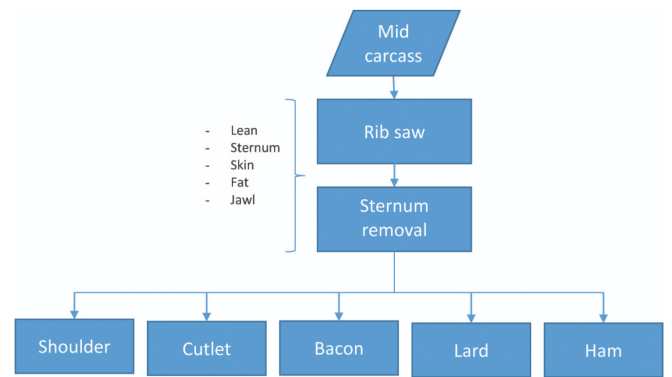 Mid
carcass
Rib saw
- Lean
- Sternum
- Skin
- Fat
- Jawl
Sternum
removal
Shoulder
Cutlet
Bacon
Lard
Ham